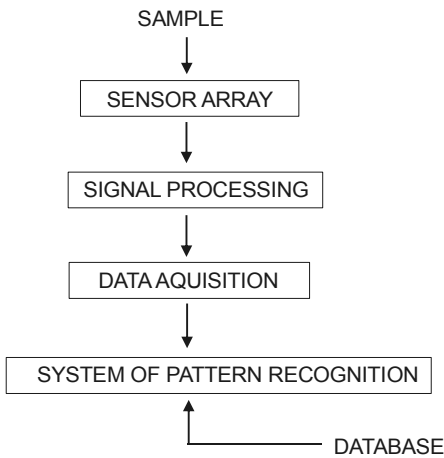 SAMPLE
SENSOR ARRAY
SIGNAL PROCESSING
DATA AQUISITION
SYSTEM OF PATTERN RECOGNITION
DATABASE